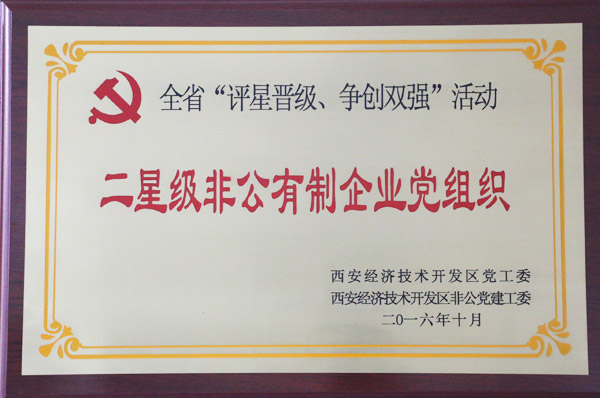 全省“评星晋级、争创双强”活动
二星级非公有制企业党组织
西安经济技术开发区党工委
西安经济技术开发区非公党建工委
二〇一六年十月